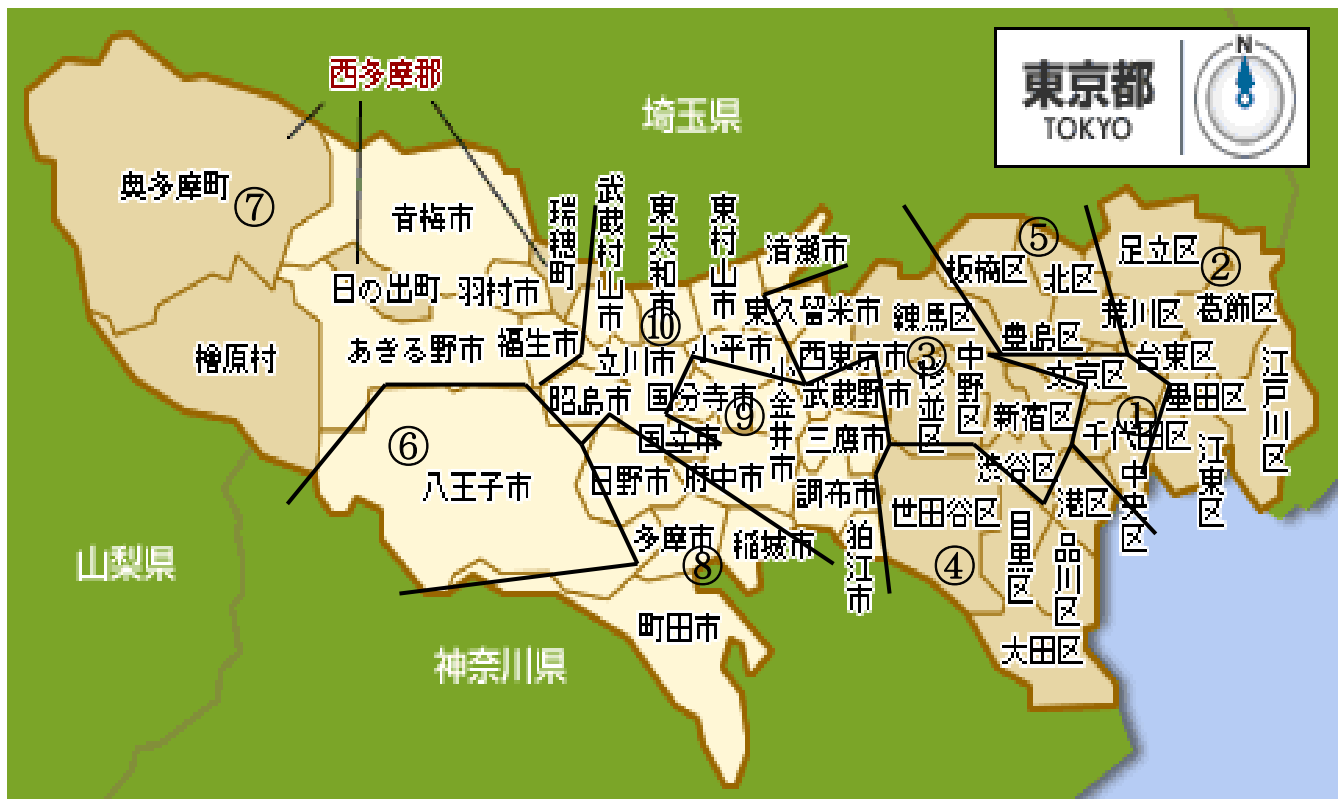 西多摩郡
東京都
TOKYO
N
埼玉県
奥多摩町
⑦
青梅市
瑞穂町
武蔵村山市
東大和市
東村山市
清瀬市
板橋区
⑤
北区
足立区
②
日の出町
羽村市
⑩
東久留米市
練馬区
荒川区
葛飾区
檜原村
あきる野市
福生市
立川市
小平市
西東京市
③
豊島区
台東区
江戸川区
昭島市
国分寺市
⑨
小金井市
武蔵野市
杉並区
中野区
文京区
新宿区
①
墨田区
千代田区
⑥
国立市
三鷹市
渋谷区
八王子市
日野市
府中市
調布市
世田谷区
港区
中央区
江東区
山梨県
多摩市
⑧
稲城市
狛江市
④
目黒区
品川区
町田市
大田区
神奈川県